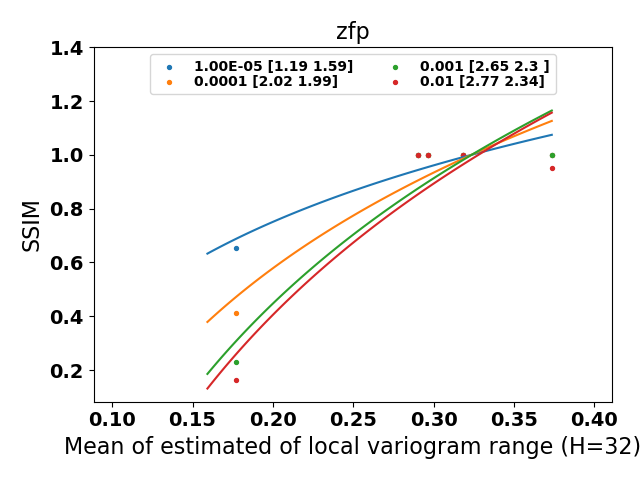 zfp
1.00E-05 [1.19 1.59]
0.0001 [2.02 1.99]
0.001 [2.65 2.3 ]
0.01 [2.77 2.34]
1.4
1.2
1.0
0.8
0.6
0.4
0.2
SSIM
0.10 0.15 0.20 0.25 0.30 0.35 0.40
Mean of estimated of local variogram range (H=32)